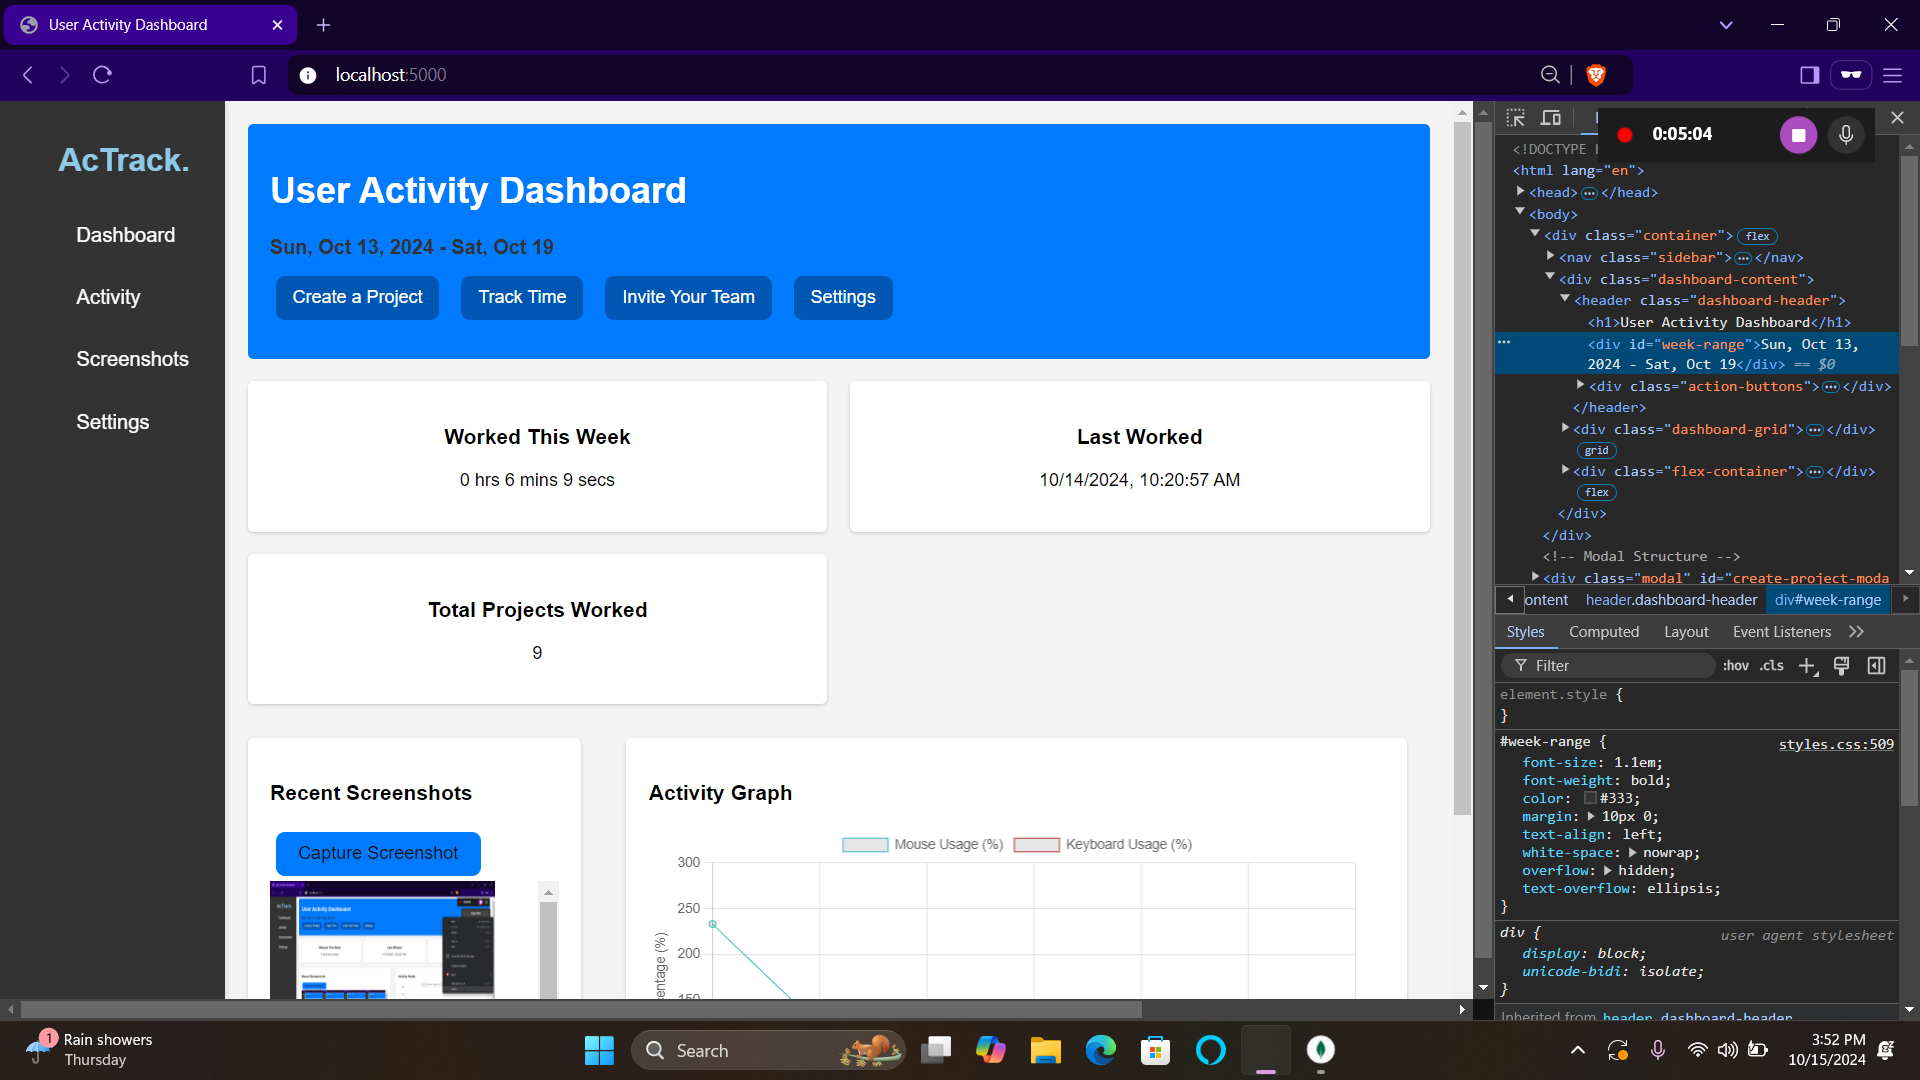 User Activity Dashboard
localhost:5000
0:05:04
AcTrack.
Dashboard
Activity
Screenshots
Settings
User Activity Dashboard
Sun, Oct 13, 2024 - Sat, Oct 19
Create a Project
Track Time
Invite Your Team
Settings
Worked This Week
0 hrs 6 mins 9 secs
Last Worked
10/14/2024, 10:20:57 AM
Total Projects Worked
9
Recent Screenshots
Capture Screenshot
Activity Graph
Mouse Usage (%)
Keyboard Usage (%)
300
250
200
150
entage (%)
<!DOCTYPE
<html lang="en">
<head> ··· </head>
<body>
<div class="container"> flex
<nav class="sidebar"> ··· </nav>
<div class="dashboard-content">
<header class="dashboard-header">
<h1>User Activity Dashboard</h1>
<div id="week-range">Sun, Oct 13,
2024 - Sat, Oct 19</div> == $0
<div class="action-buttons"> ··· </div>
</header>
<div class="dashboard-grid"> ··· </div>
grid
<div class="flex-container"> ··· </div>
flex
</div>
</div>
<!-- Modal Structure -->
<div class="modal" id="create-project-moda
ontent header.dashboard-header div#week-range
Styles Computed Layout Event Listeners
Filter :hov .cls
element.style {
}
#week-range { styles.css:509
font-size: 1.1em;
font-weight: bold;
color: #333;
margin: 10px 0;
text-align: left;
white-space: nowrap;
overflow: hidden;
text-overflow: ellipsis;
}
div { user agent stylesheet
display: block;
unicode-bidi: isolate;
}
Inherited from header.dashboard-header
1
Rain showers
Thursday
Search
3:52 PM
10/15/2024